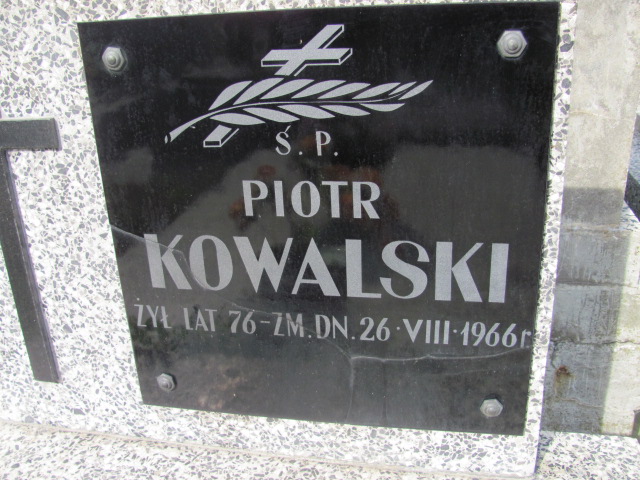 Ś. P.
PIOTR
KOWALSKI
ŻYŁ LAT 76 - ZM. DN. 26 · VIII · 1966 r.